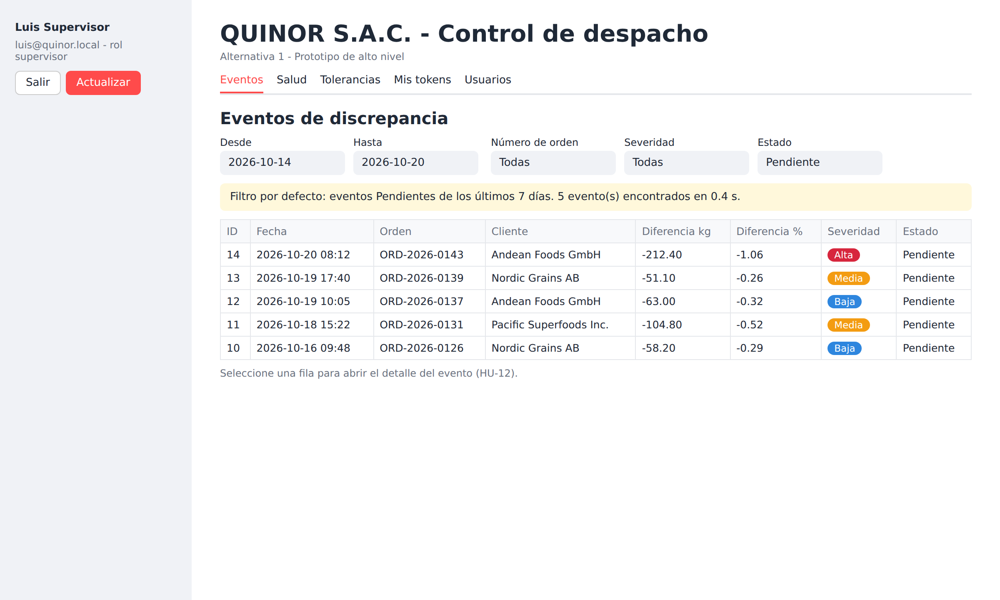 Luis Supervisor
luis@quinor.local - rol
supervisor
Salir Actualizar
QUINOR S.A.C. - Control de despacho
Alternativa 1 - Prototipo de alto nivel
Eventos Salud Tolerancias Mis tokens Usuarios
Eventos de discrepancia
Desde Hasta Número de orden Severidad Estado
2026-10-14 2026-10-20 Todas Todas Pendiente
Filtro por defecto: eventos Pendientes de los últimos 7 días. 5 evento(s) encontrados en 0.4 s.
ID Fecha Orden Cliente Diferencia kg Diferencia % Severidad Estado
14 2026-10-20 08:12 ORD-2026-0143 Andean Foods GmbH -212.40 -1.06 Alta Pendiente
13 2026-10-19 17:40 ORD-2026-0139 Nordic Grains AB -51.10 -0.26 Media Pendiente
12 2026-10-19 10:05 ORD-2026-0137 Andean Foods GmbH -63.00 -0.32 Baja Pendiente
11 2026-10-18 15:22 ORD-2026-0131 Pacific Superfoods Inc. -104.80 -0.52 Media Pendiente
10 2026-10-16 09:48 ORD-2026-0126 Nordic Grains AB -58.20 -0.29 Baja Pendiente
Seleccione una fila para abrir el detalle del evento (HU-12).